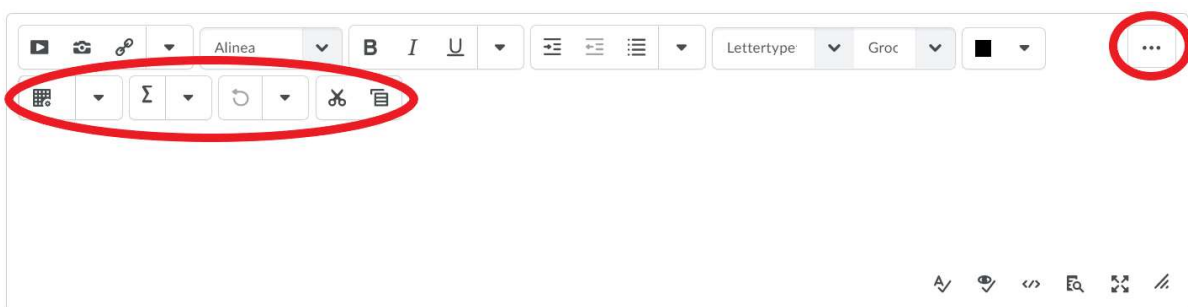 Alinea B I U Lettertype Groc
Σ